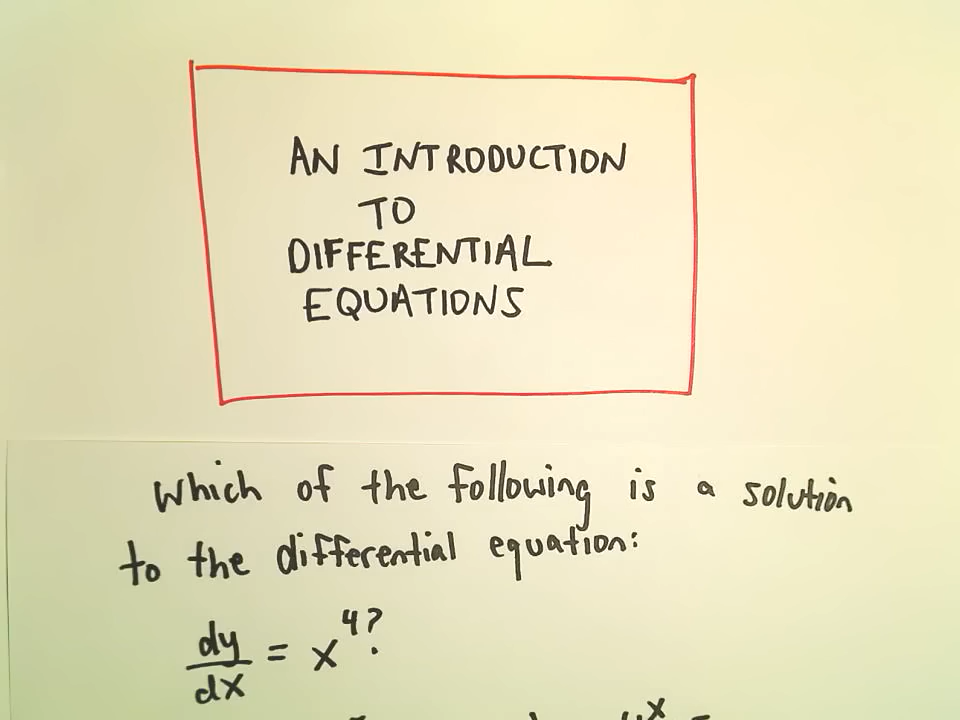 AN INTRODUCTION
TO
DIFFERENTIAL
EQUATIONS
Which of the following is a solution
to the differential equation:
dy/dx = x^4?